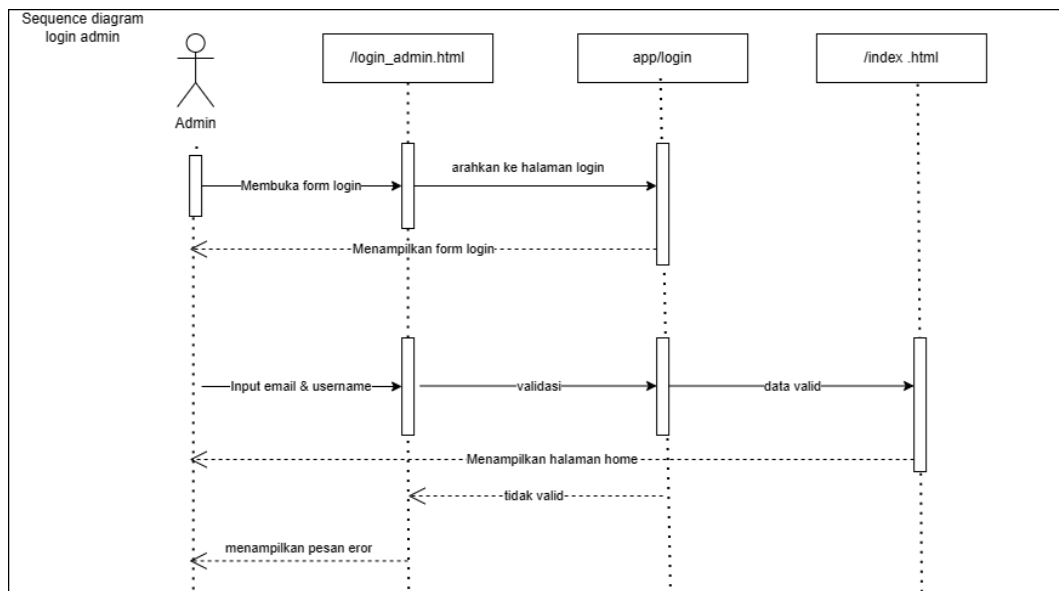 Sequence diagram
login admin
/login_admin.html
app/login
/index .html
Admin
arahkan ke halaman login
Membuka form login
Menampilkan form login
Input email & username
validasi
data valid
Menampilkan halaman home
tidak valid
menampilkan pesan eror